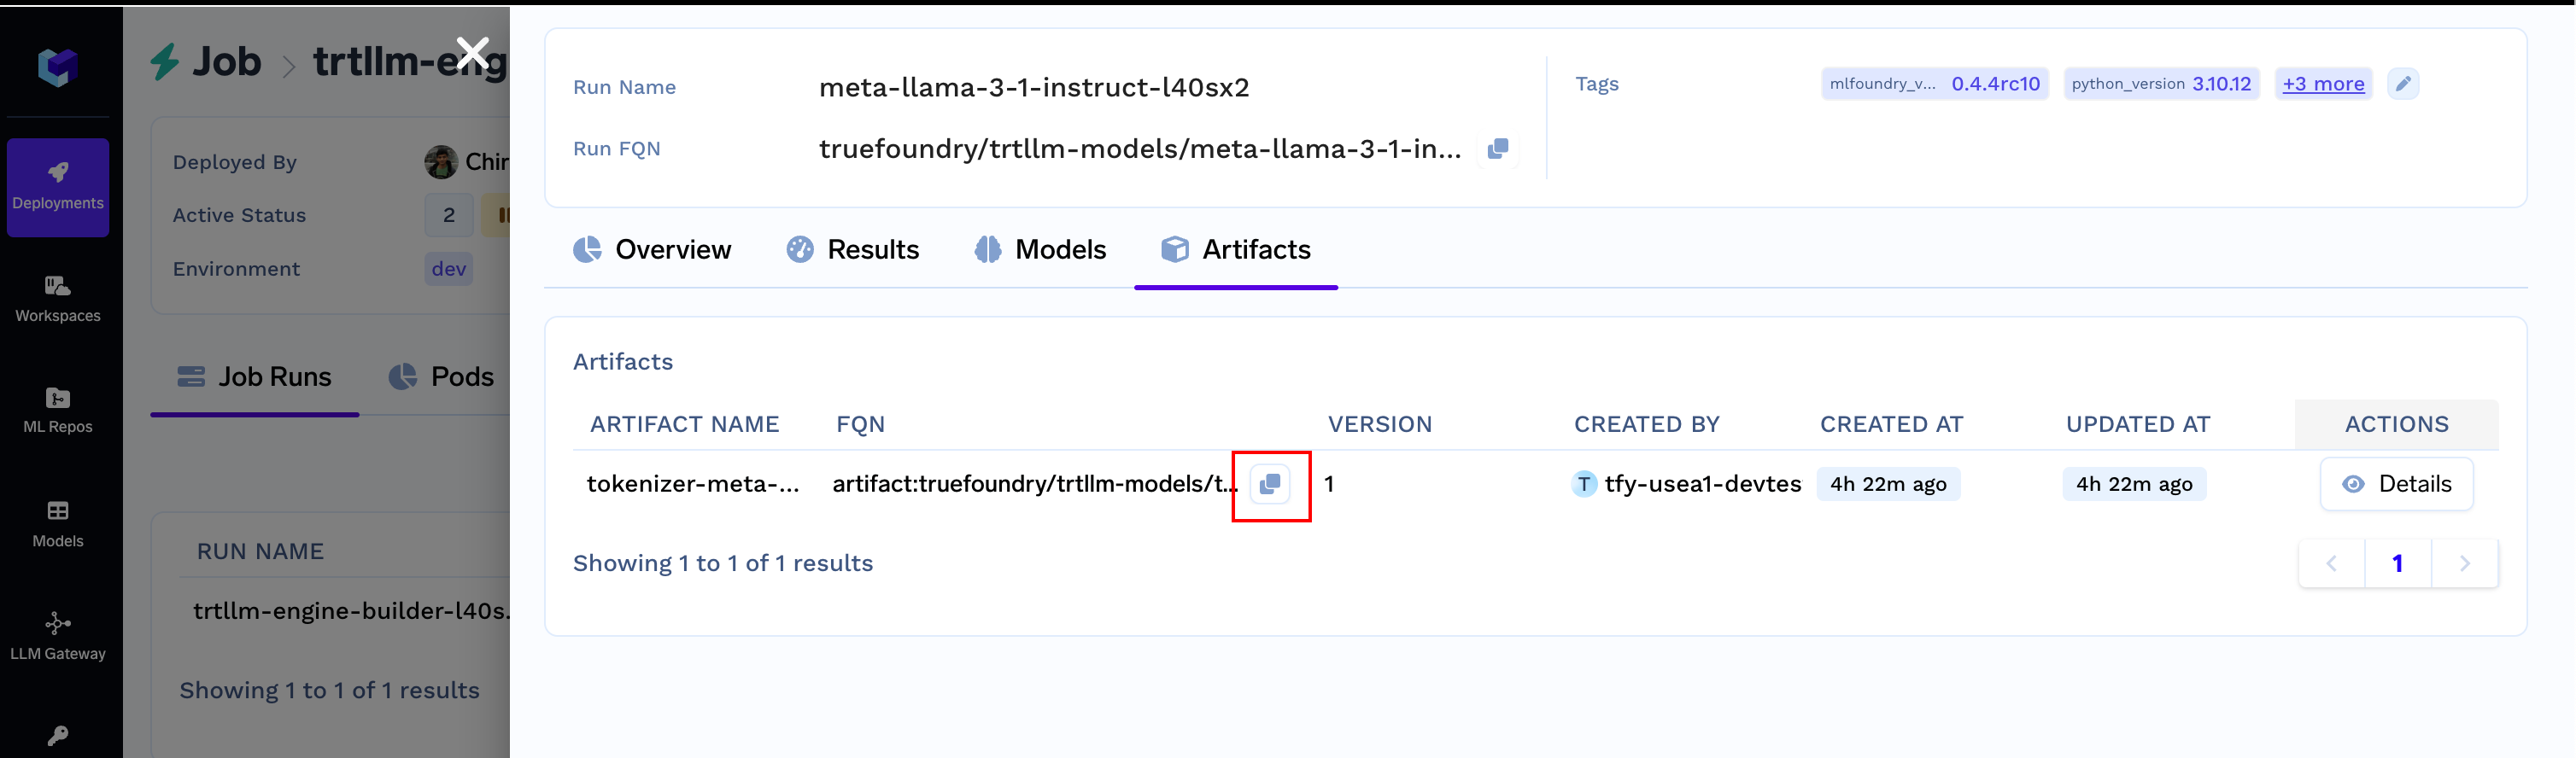 Job > trtllm-eng
Deployed By Chir
Active Status 2
Environment dev
Job Runs Pods
RUN NAME
trtllm-engine-builder-l40s.
Showing 1 to 1 of 1 results
Deployments
Workspaces
ML Repos
Models
LLM Gateway
Run Name meta-llama-3-1-instruct-l40sx2
Run FQN truefoundry/trtllm-models/meta-llama-3-1-in...
Tags mlfoundry_v... 0.4.4rc10 python_version 3.10.12 +3 more
Overview Results Models Artifacts
Artifacts
ARTIFACT NAME FQN VERSION CREATED BY CREATED AT UPDATED AT ACTIONS
tokenizer-meta-... artifact:truefoundry/trtllm-models/t... 1 T tfy-usea1-devtes 4h 22m ago 4h 22m ago Details
Showing 1 to 1 of 1 results
< 1 >